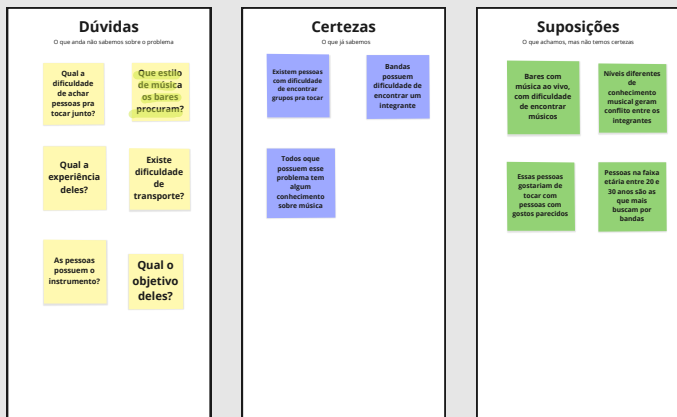 Dúvidas
O que anda não sabemos sobre o problema
Qual a
dificuldade
de achar
pessoas pra
tocar junto?
Que estilo
de música
os bares
procuram?
Qual a
experiência
deles?
Existe
dificuldade
de
transporte?
As pessoas
possuem o
instrumento?
Qual o
objetivo
deles?
Certezas
O que já sabemos
Existem pessoas
com dificuldade
de encontrar
grupos pra tocar
Bandas
possuem
dificuldade de
encontrar um
integrante
Todos oque
possuem esse
problema tem
algum
conhecimento
sobre música
Suposições
O que achamos, mas não temos certezas
Bares com
música ao vivo,
com dificuldade
de encontrar
músicos
Níveis diferentes
de
conhecimento
musical geram
conflito entre os
integrantes
Essas pessoas
gostariam de
tocar com
pessoas com
gostos parecidos
Pessoas na faixa
etária entre 20 e
30 anos são as
que mais
buscam por
bandas